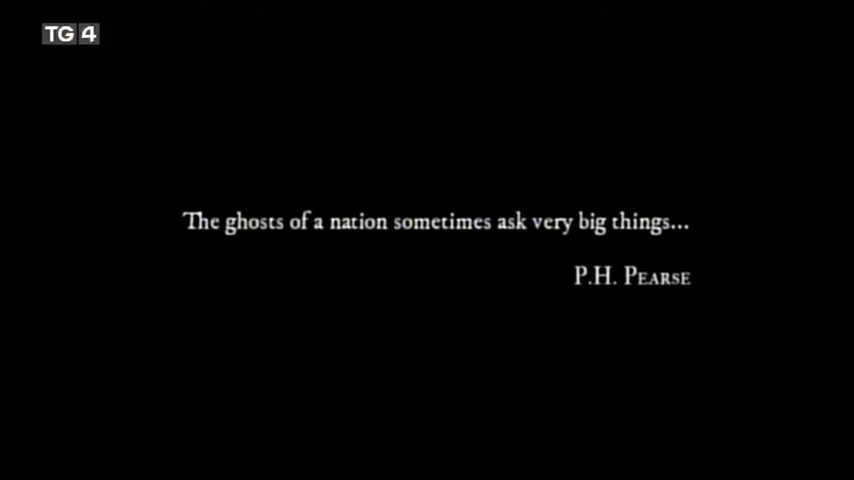 TG4
The ghosts of a nation sometimes ask very big things...
P.H. PEARSE